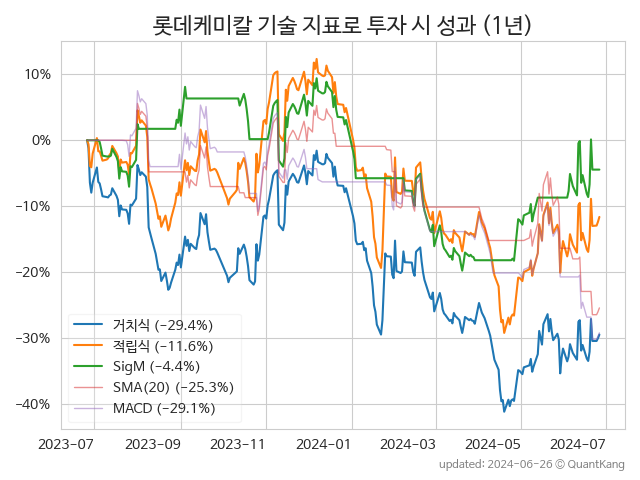 롯데케미칼 기술 지표로 투자 시 성과 (1년)
10%
0%
−10%
−20%
−30%
−40%
거치식 (−29.4%)
적립식 (−11.6%)
SigM (−4.4%)
SMA(20) (−25.3%)
MACD (−29.1%)
2023-07
2023-09
2023-11
2024-01
2024-03
2024-05
2024-07
updated: 2024-06-26 © QuantKang